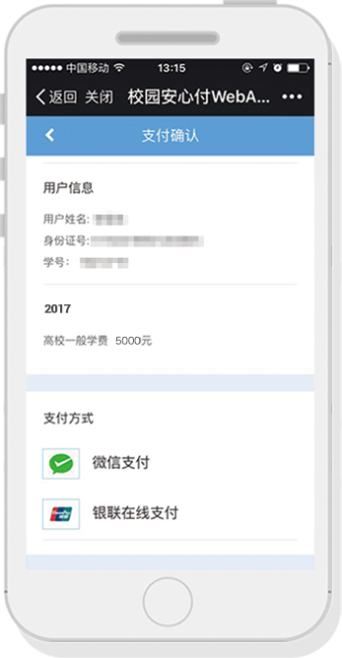 中国移动 13:15
返回 关闭 校园安心付WebA...
支付确认
用户信息
用户姓名:
身份证号:
学号:
2017
高校一般学费 5000元
支付方式
微信支付
银联在线支付